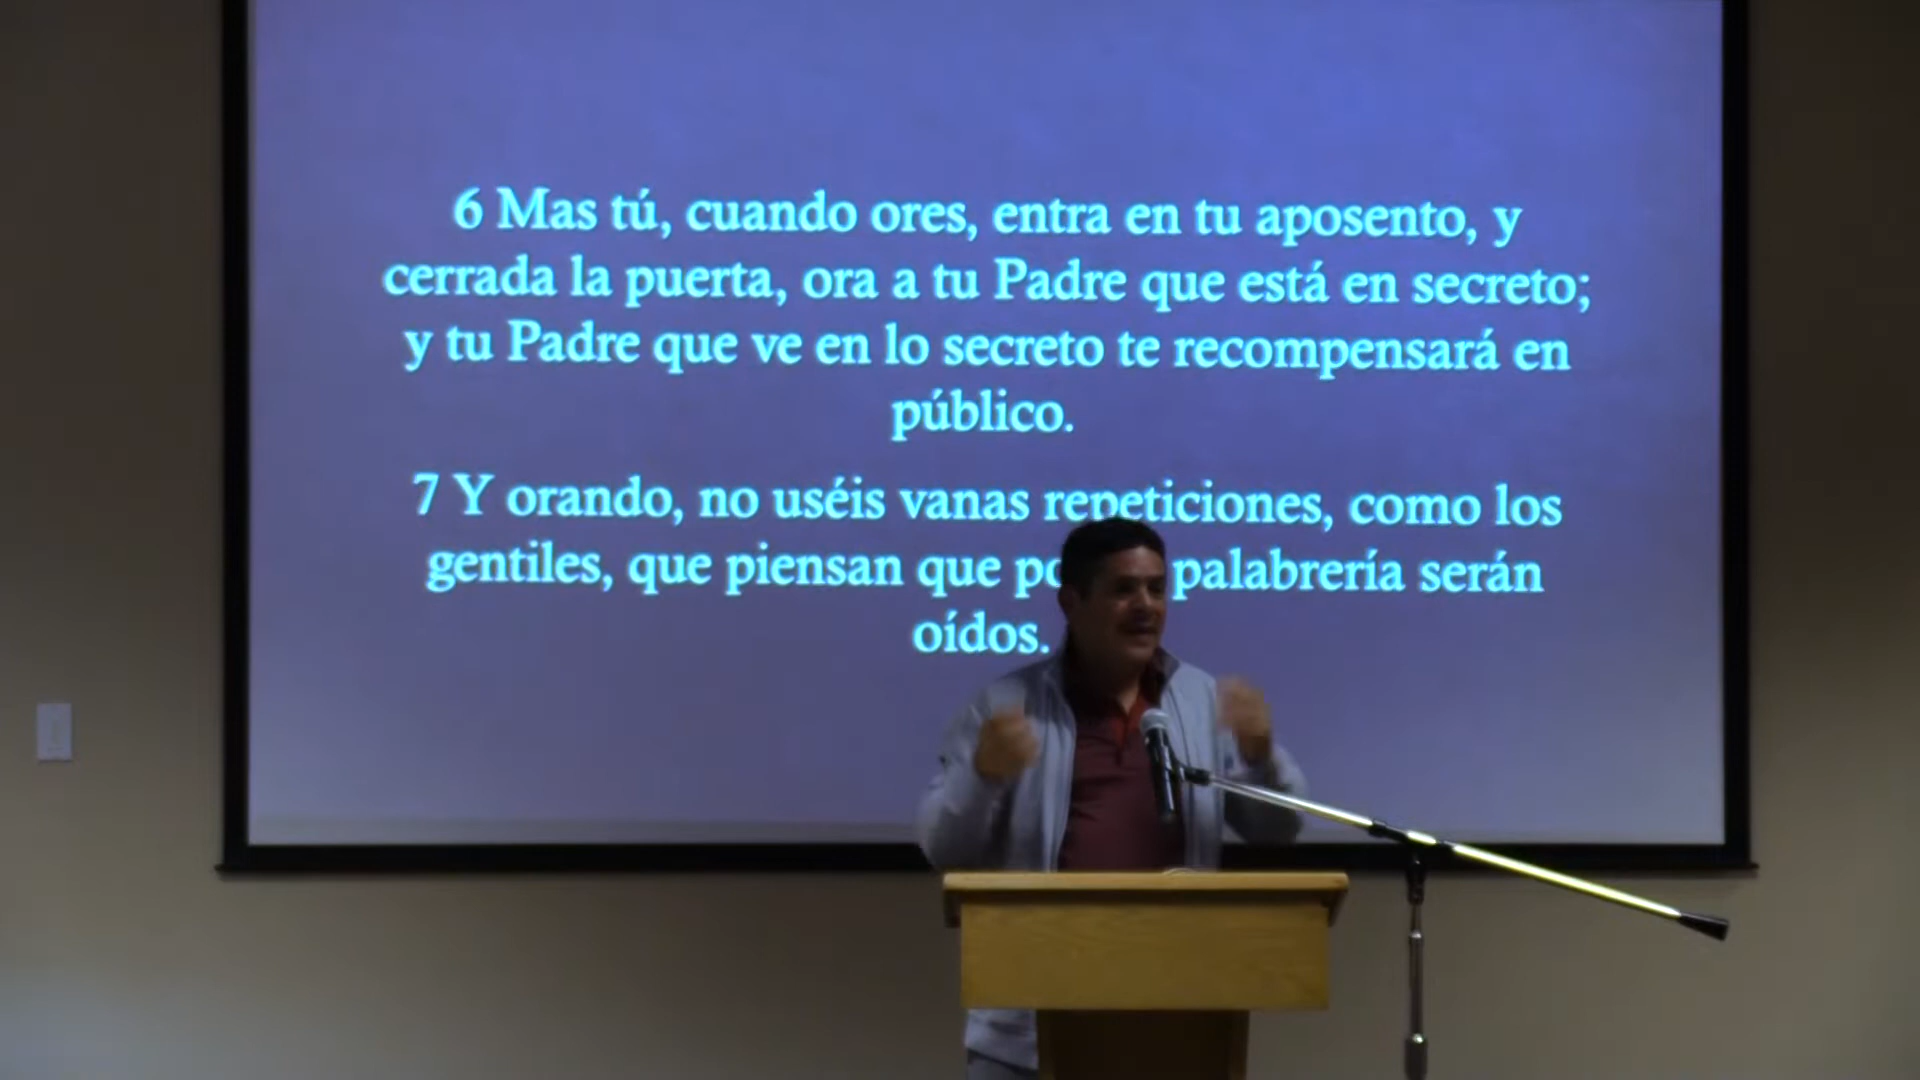 6 Mas tú, cuando ores, entra en tu aposento, y
cerrada la puerta, ora a tu Padre que está en secreto;
y tu Padre que ve en lo secreto te recompensará en
público.
7 Y orando, no uséis vanas repeticiones, como los
gentiles, que piensan que palabrería serán
oídos.